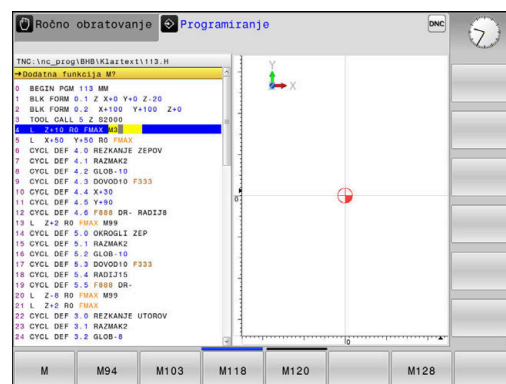 Ročno obratovanje
Programiranje
DNC
TNC:\nc_prog\BHB\Klartext\113.H
→Dodatna funkcija M?
0 BEGIN PGM 113 MM
1 BLK FORM 0.1 Z X+0 Y+0 Z-20
2 BLK FORM 0.2 X+100 Y+100 Z+0
3 TOOL CALL 5 Z S2000
4 L Z+10 R0 FMAX M3
5 L X+50 Y+50 R0 FMAX
6 CYCL DEF 4.0 REZKANJE ZEPOV
7 CYCL DEF 4.1 RAZMAK2
8 CYCL DEF 4.2 GLOB-10
9 CYCL DEF 4.3 DOVOD10 F333
10 CYCL DEF 4.4 X+30
11 CYCL DEF 4.5 Y+90
12 CYCL DEF 4.6 F888 DR- RADIJ8
13 L Z+2 R0 FMAX M99
14 CYCL DEF 5.0 OKROGLI ZEP
15 CYCL DEF 5.1 RAZMAK2
16 CYCL DEF 5.2 GLOB-10
17 CYCL DEF 5.3 DOVOD10 F333
18 CYCL DEF 5.4 RADIJ15
19 CYCL DEF 5.5 F888 DR-
20 L Z-8 R0 FMAX M99
21 L Z+2 R0 FMAX
22 CYCL DEF 3.0 REZKANJE UTOROV
23 CYCL DEF 3.1 RAZMAK2
24 CYCL DEF 3.2 GLOB-8
Y
X
0
0
M M94 M103 M118 M120 M128